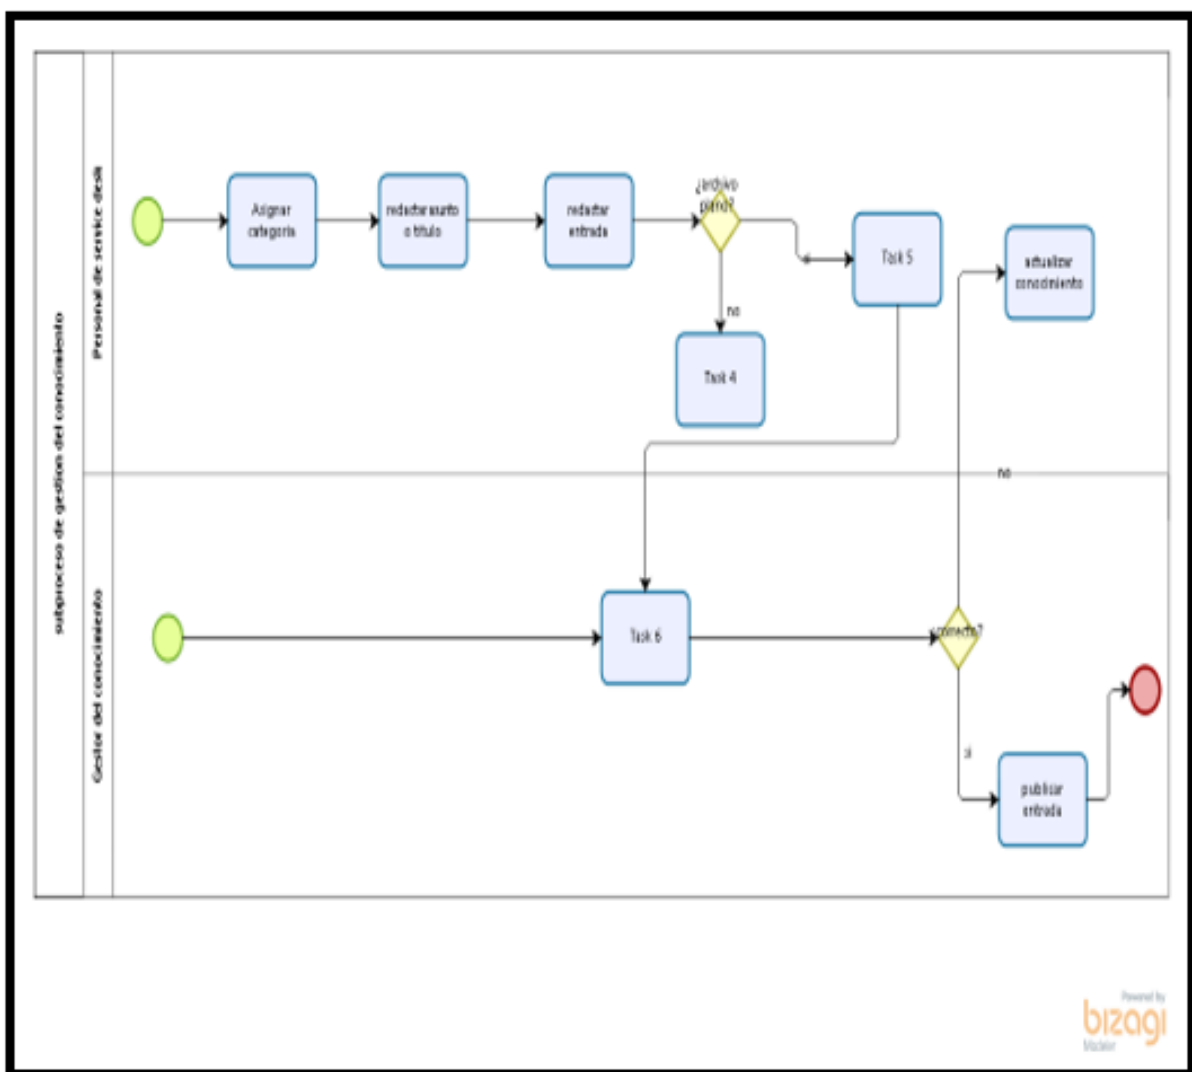 subproceso de gestion del conocimiento
Personal de service desk
Asignar
categoria
redactar asunto
o titulo
redactar
entrada
¿archivo
plano?
si
Task 5
actualizar
conocimiento
no
Task 4
no
Gestor del conocimiento
Task 6
¿correcto?
si
publicar
entrada
Powered by
bizagi
Modeler